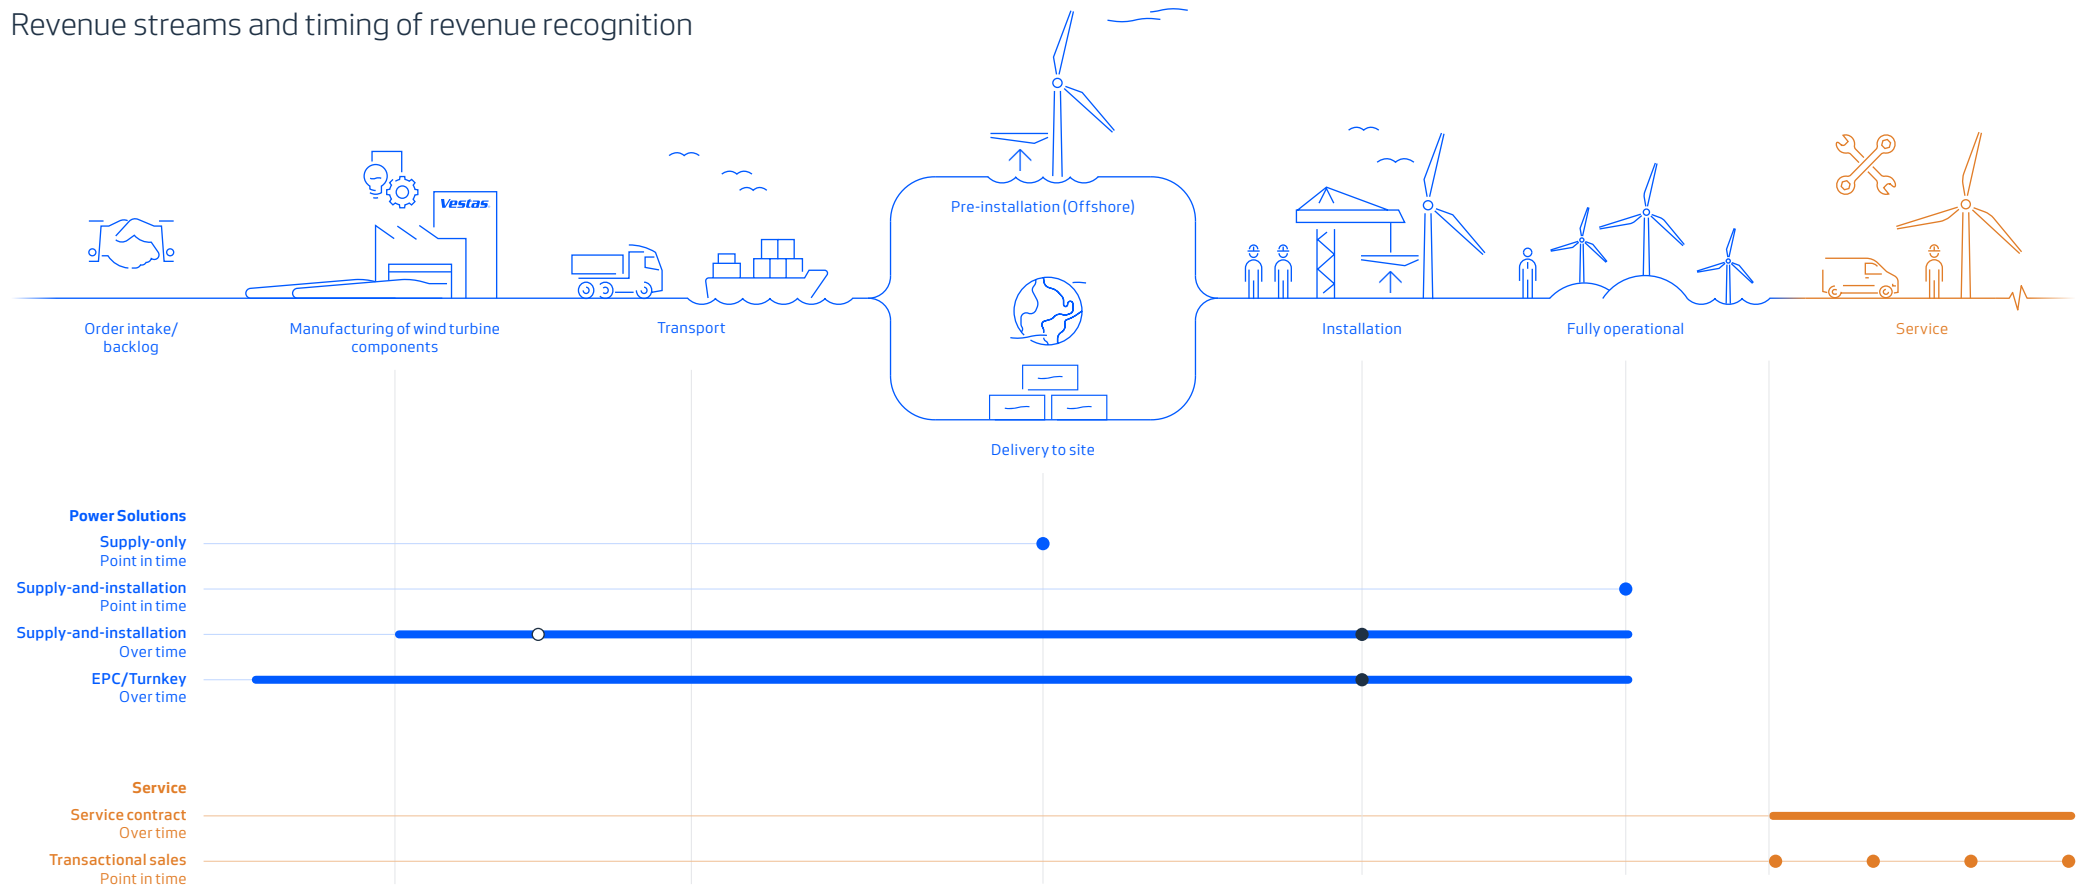 Revenue streams and timing of revenue recognition
Vestas
Pre-installation (Offshore)
Order intake/
backlog
Manufacturing of wind turbine
components
Transport
Installation
Fully operational
Service
Delivery to site
Power Solutions
Supply-only
Point in time
Supply-and-installation
Point in time
Supply-and-installation
Over time
EPC/Turnkey
Over time
Service
Service contract
Over time
Transactional sales
Point in time